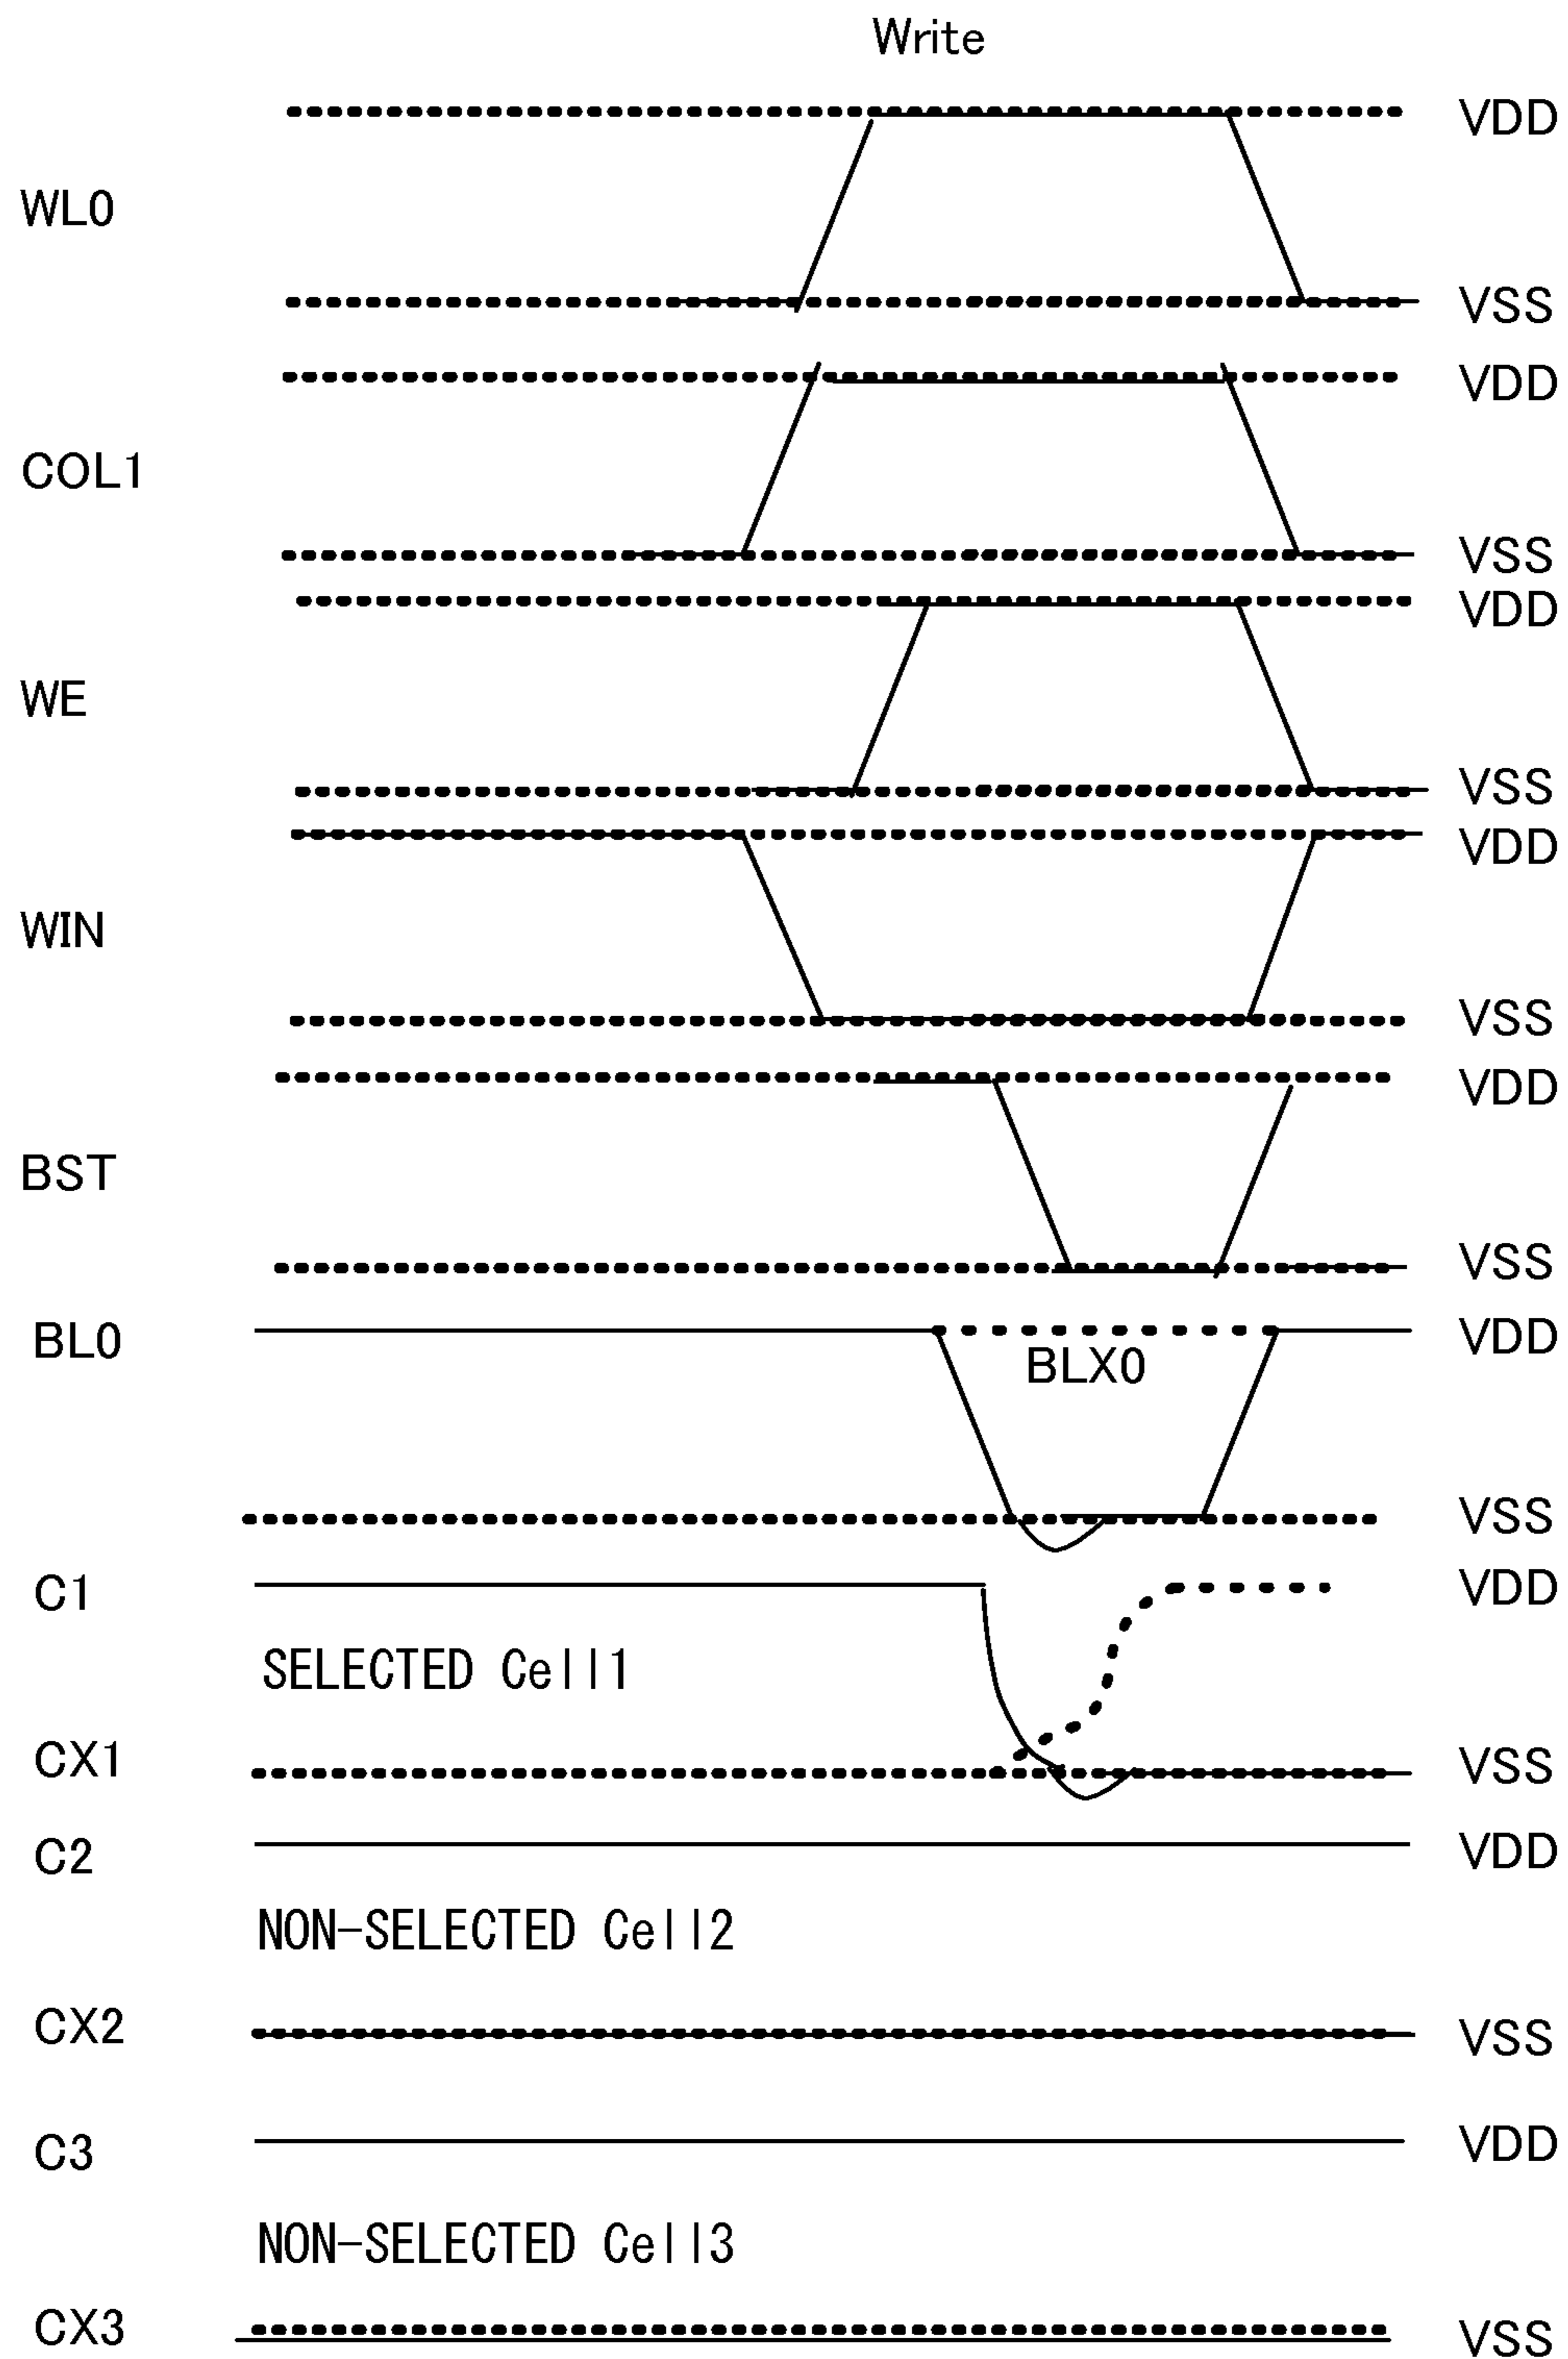 Write
VDD
WL0
VSS
VDD
COL1
VSS
VDD
WE
VSS
VDD
WIN
VSS
VDD
BST
VSS
BL0
VDD
BLX0
VSS
C1
VDD
SELECTED Cell1
CX1
VSS
C2
VDD
NON-SELECTED Cell2
CX2
VSS
C3
VDD
NON-SELECTED Cell3
CX3
VSS